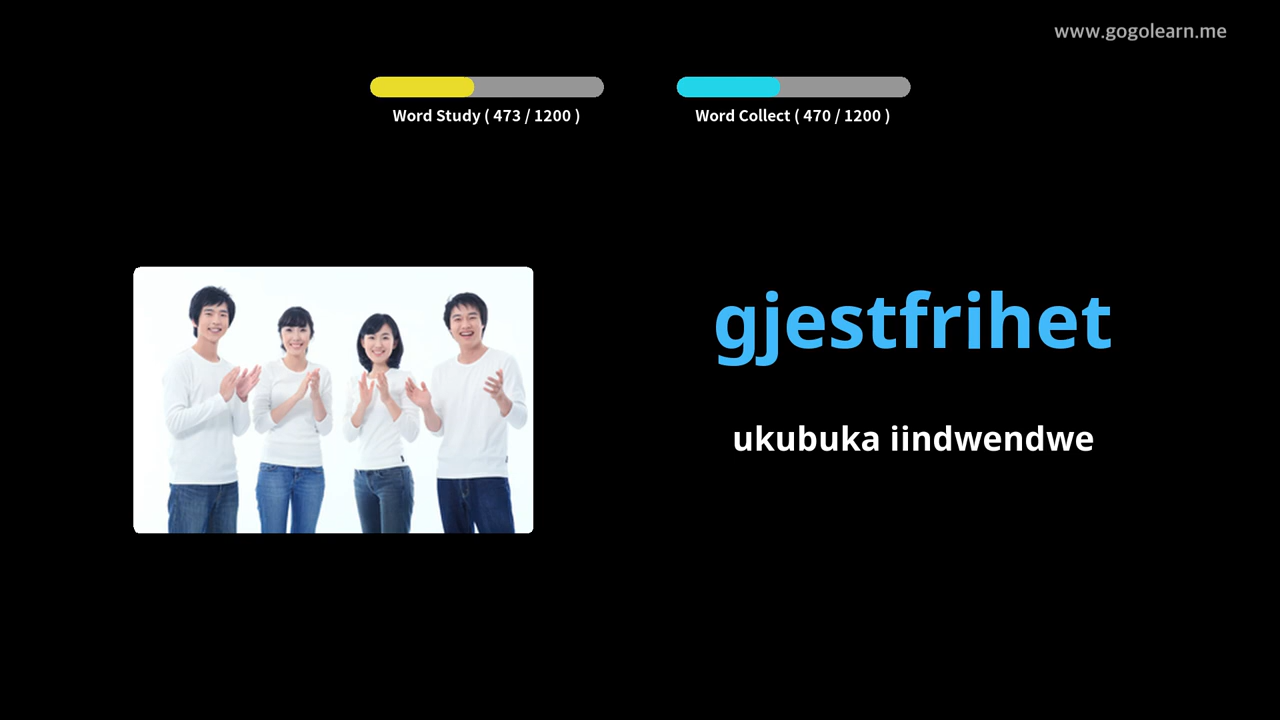 www.gogolearn.me
Word Study ( 473 / 1200 )
Word Collect ( 470 / 1200 )
gjestfrihet
ukubuka iindwendwe